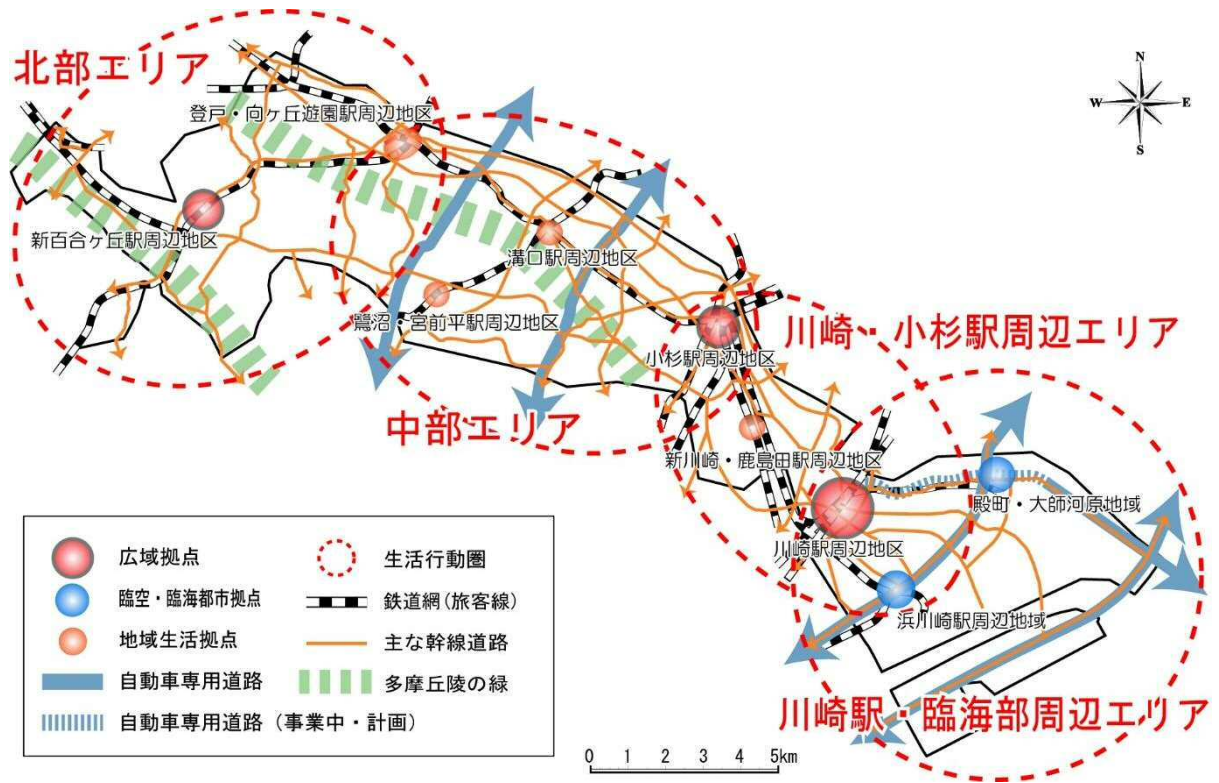 北部エリア
登戸・向ヶ丘遊園駅周辺地区
N
W
E
S
新百合ヶ丘駅周辺地区
溝口駅周辺地区
鷺沼・宮前平駅周辺地区
川崎・小杉駅周辺エリア
小杉駅周辺地区
中部エリア
新川崎・鹿島田駅周辺地区
殿町・大師河原地域
川崎駅周辺地区
浜川崎駅周辺地域
川崎駅・臨海部周辺エリア
広域拠点
生活行動圏
臨空・臨海都市拠点
鉄道網(旅客線)
地域生活拠点
主な幹線道路
自動車専用道路
多摩丘陵の緑
自動車専用道路(事業中・計画)
0 1 2 3 4 5km